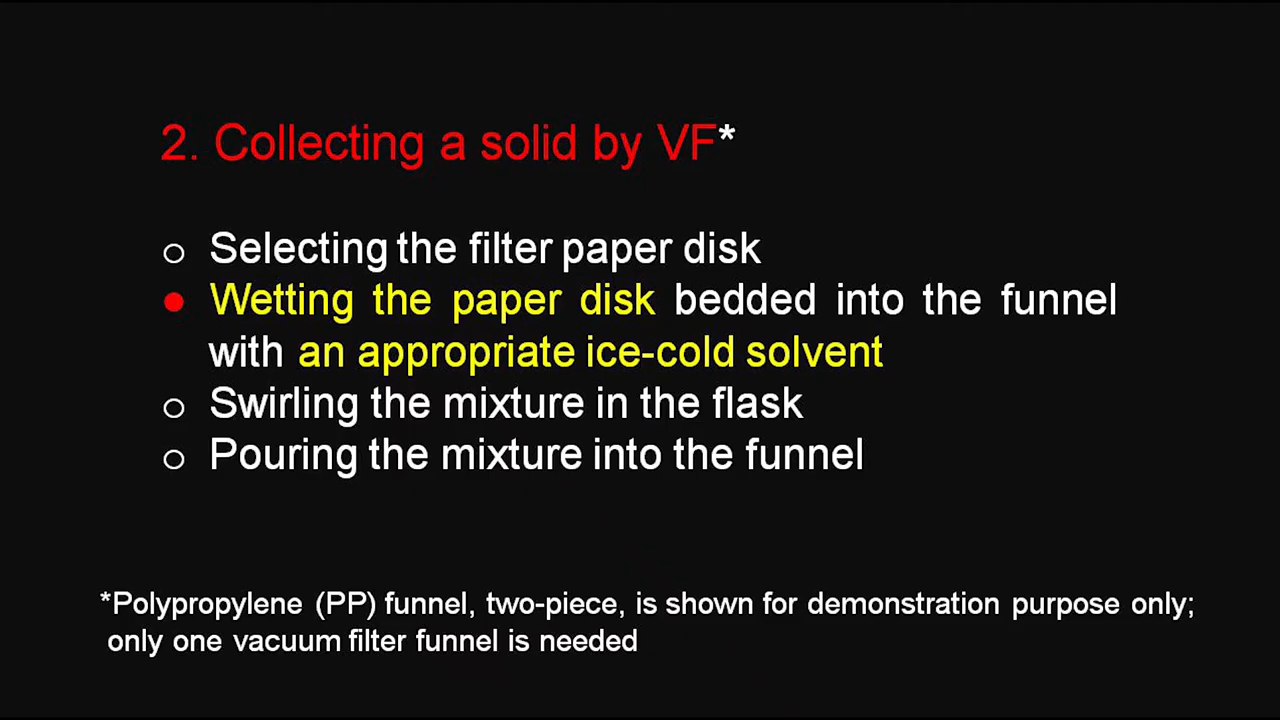 2. Collecting a solid by VF*
o Selecting the filter paper disk
● Wetting the paper disk bedded into the funnel
with an appropriate ice-cold solvent
o Swirling the mixture in the flask
o Pouring the mixture into the funnel
*Polypropylene (PP) funnel, two-piece, is shown for demonstration purpose only;
only one vacuum filter funnel is needed